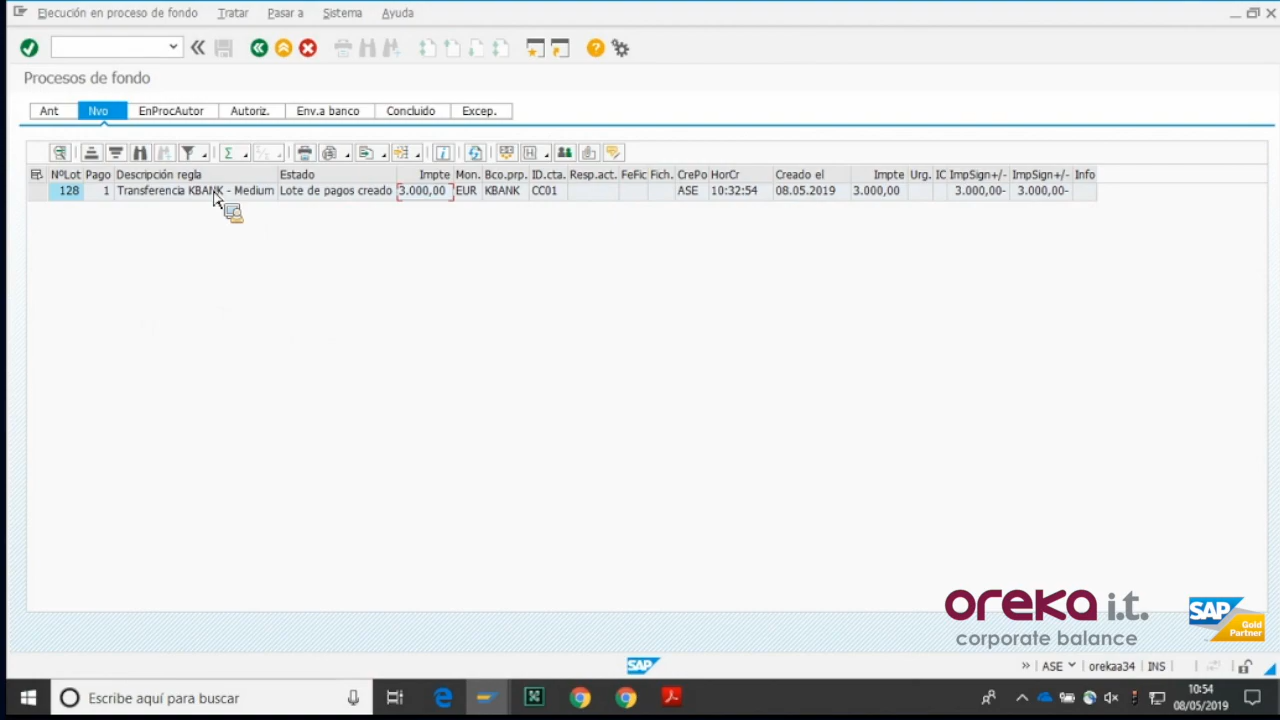 Ejecución en proceso de fondo Tratar Pasar a Sistema Ayuda
Procesos de fondo
Ant Nvo EnProcAutor Autoriz. Env.a banco Concluido Excep.
NºLot Pago Descripción regla Estado Impte Mon. Bco.prp. ID.cta. Resp.act. FeFic Fich. CrePo HorCr Creado el Impte Urg. IC ImpSign+/- ImpSign+/- Info
128 1 Transferencia KBANK - Medium Lote de pagos creado 3.000,00 EUR KBANK CC01 ASE 10:32:54 08.05.2019 3.000,00 3.000,00- 3.000,00-
oreka i.t.
corporate balance
SAP
Gold
Partner
SAP
» ASE orekaa34 INS
Escribe aquí para buscar
10:54
08/05/2019